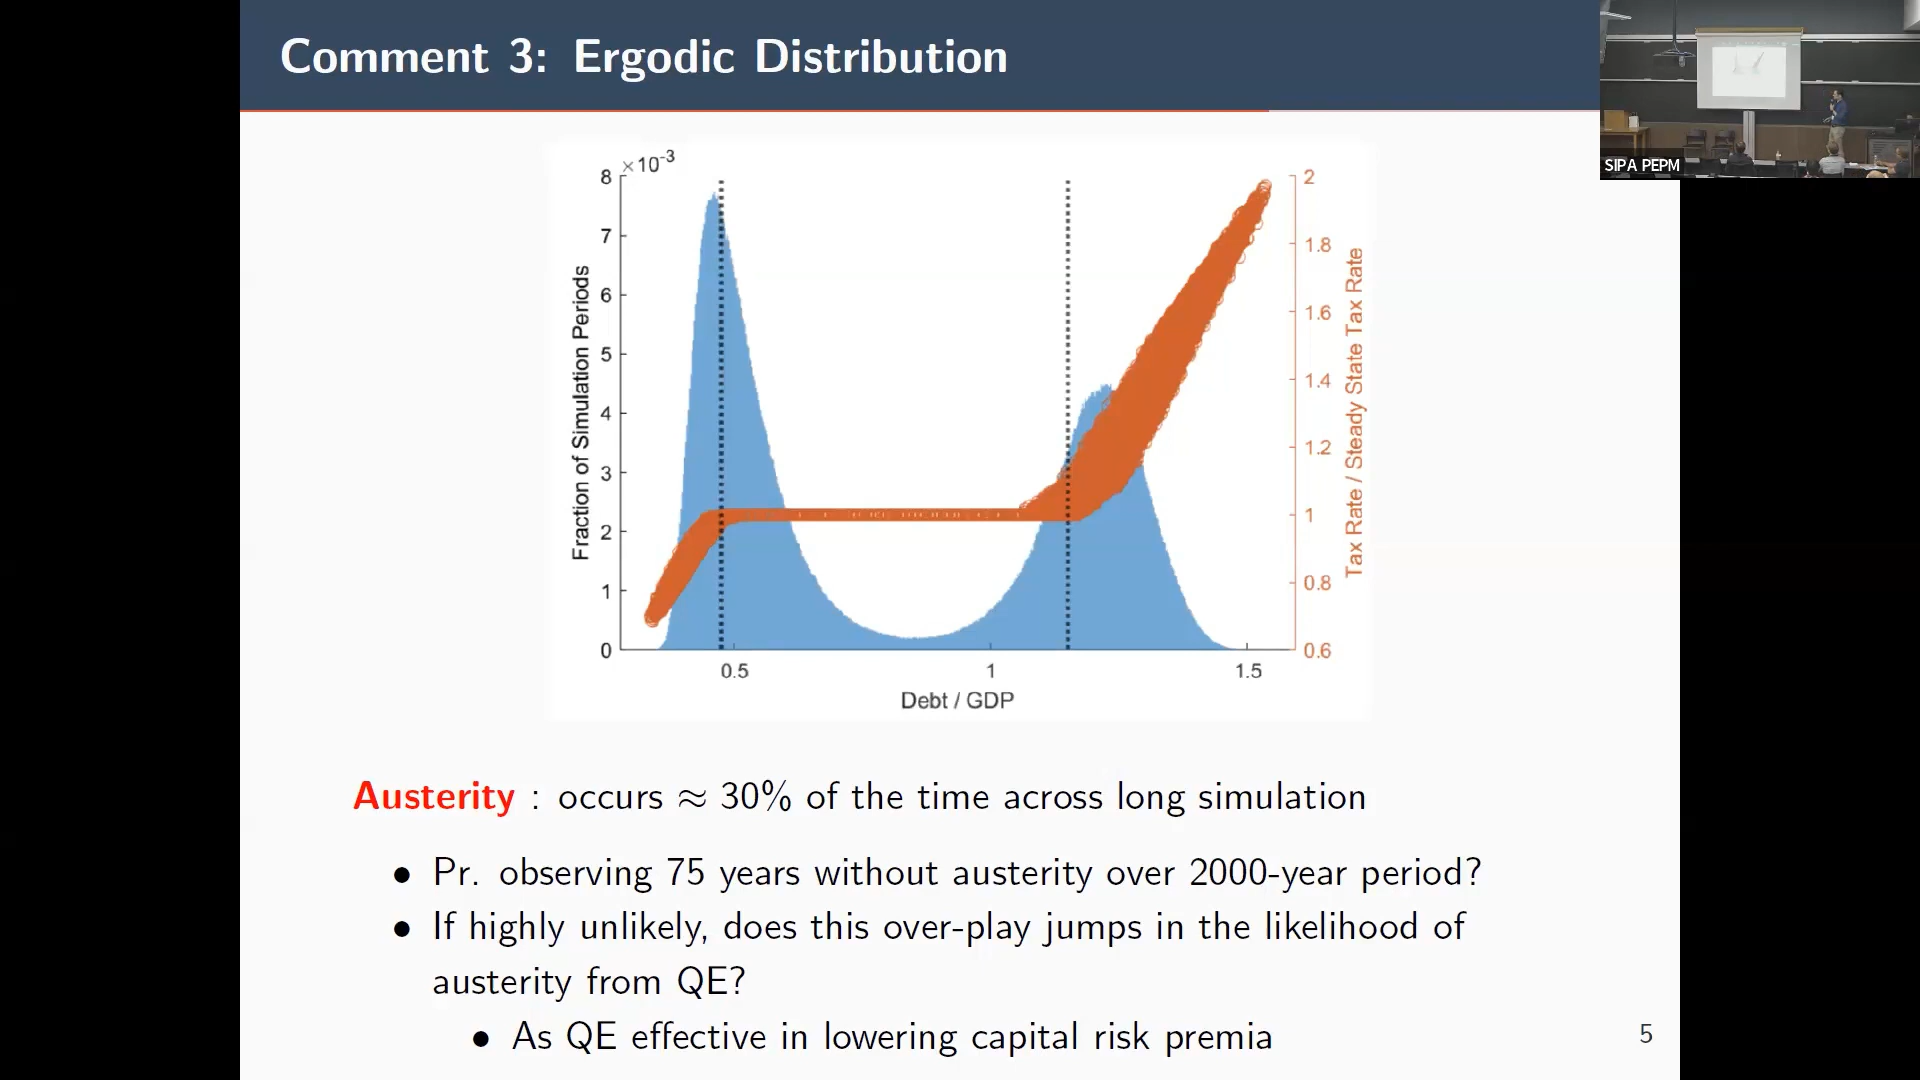 Comment 3: Ergodic Distribution
SIPA PEPM
×10⁻³
8
7
6
5
4
3
2
1
0
Fraction of Simulation Periods
2
1.8
1.6
1.4
1.2
1
0.8
0.6
Tax Rate / Steady State Tax Rate
0.5 1 1.5
Debt / GDP
Austerity : occurs ≈ 30% of the time across long simulation
• Pr. observing 75 years without austerity over 2000-year period?
• If highly unlikely, does this over-play jumps in the likelihood of
austerity from QE?
• As QE effective in lowering capital risk premia
5